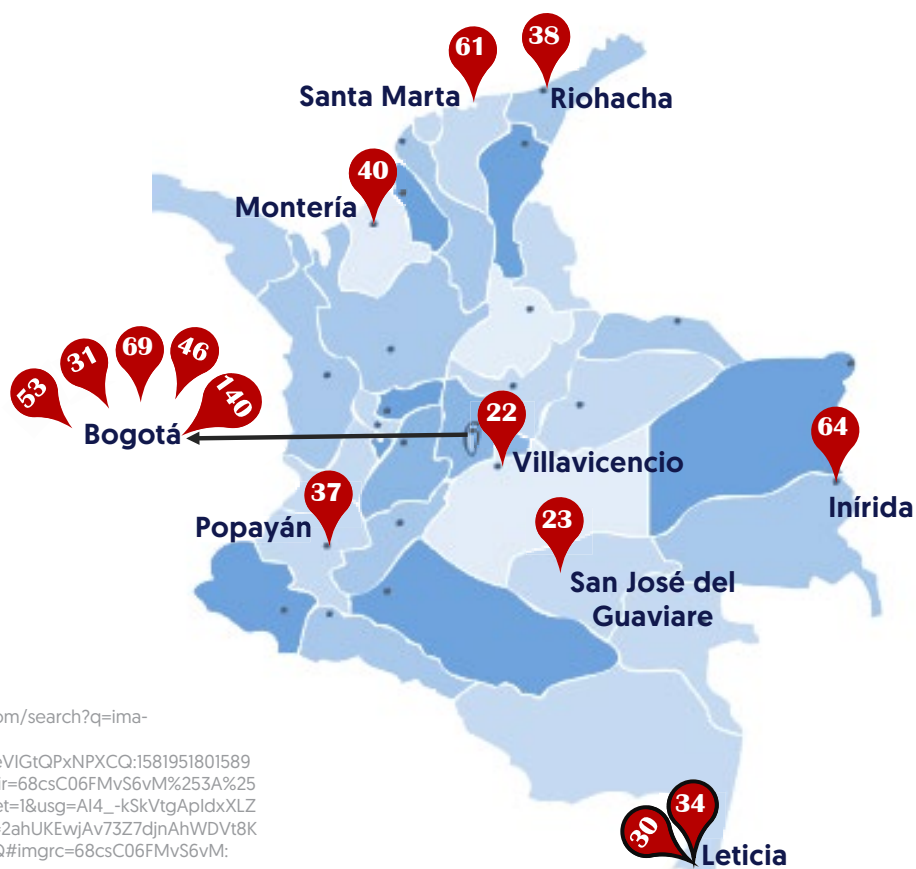 61
38
Santa Marta
Riohacha
40
Montería
53
31
69
46
140
Bogotá
22
Villavicencio
64
Inírida
37
Popayán
23
San José del
Guaviare
om/search?q=ima-
eVIGtQPxNPXCQ:1581951801589
ir=68csC06FMvS6vM%253A%25
et=1&usg=AI4_-kSkVtgApIdxXLZ
=2ahUKEwjAv73Z7djnAhWDVt8K
Q#imgrc=68csC06FMvS6vM:
30
34
Leticia